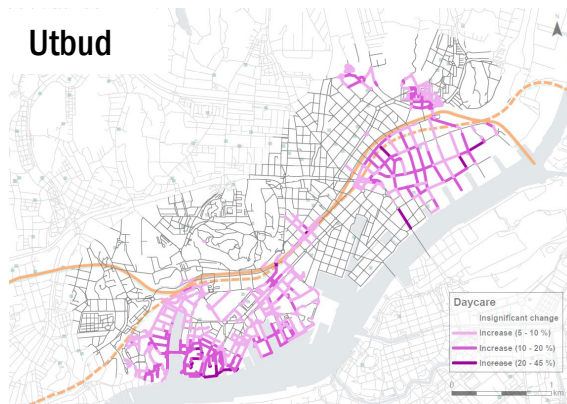 Utbud
N
Daycare
Insignificant change
Increase (5 - 10 %)
Increase (10 - 20 %)
Increase (20 - 45 %)
0 1
km